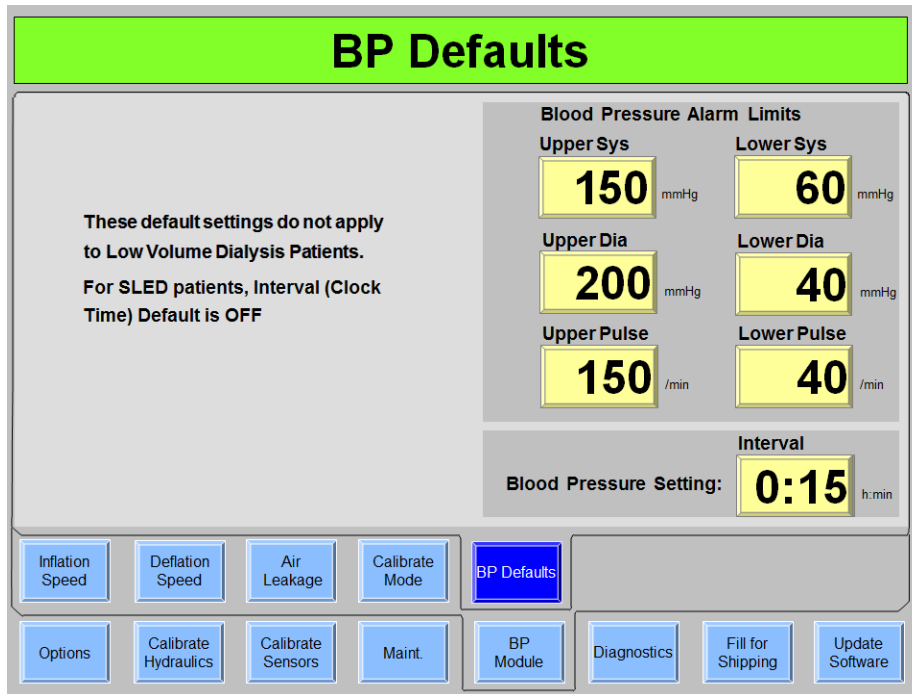 BP Defaults
These default settings do not apply
to Low Volume Dialysis Patients.
For SLED patients, Interval (Clock
Time) Default is OFF
Blood Pressure Alarm Limits
Upper Sys Lower Sys
150 mmHg 60 mmHg
Upper Dia Lower Dia
200 mmHg 40 mmHg
Upper Pulse Lower Pulse
150 /min 40 /min
Interval
Blood Pressure Setting: 0:15 h:min
Inflation Deflation Air Calibrate
Speed Speed Leakage Mode
BP Defaults
Options
Calibrate Calibrate
Hydraulics Sensors
Maint.
BP
Module
Diagnostics
Fill for Update
Shipping Software